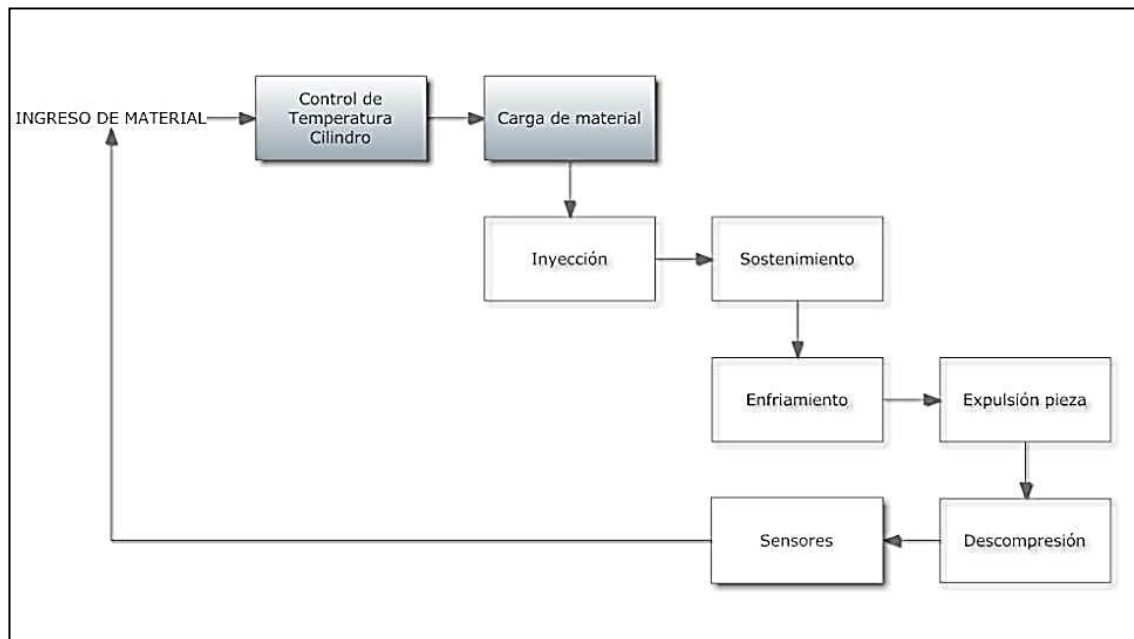 INGRESO DE MATERIAL
Control de
Temperatura
Cilindro
Carga de material
Inyección
Sostenimiento
Enfriamiento
Expulsión pieza
Descompresión
Sensores